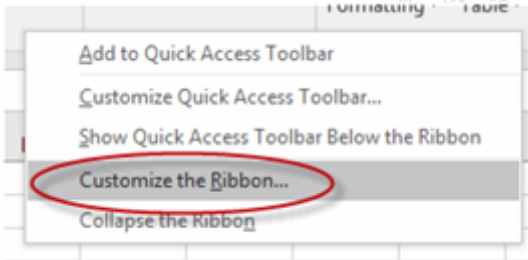 Formatting Table
Add to Quick Access Toolbar
Customize Quick Access Toolbar...
Show Quick Access Toolbar Below the Ribbon
Customize the Ribbon...
Collapse the Ribbon